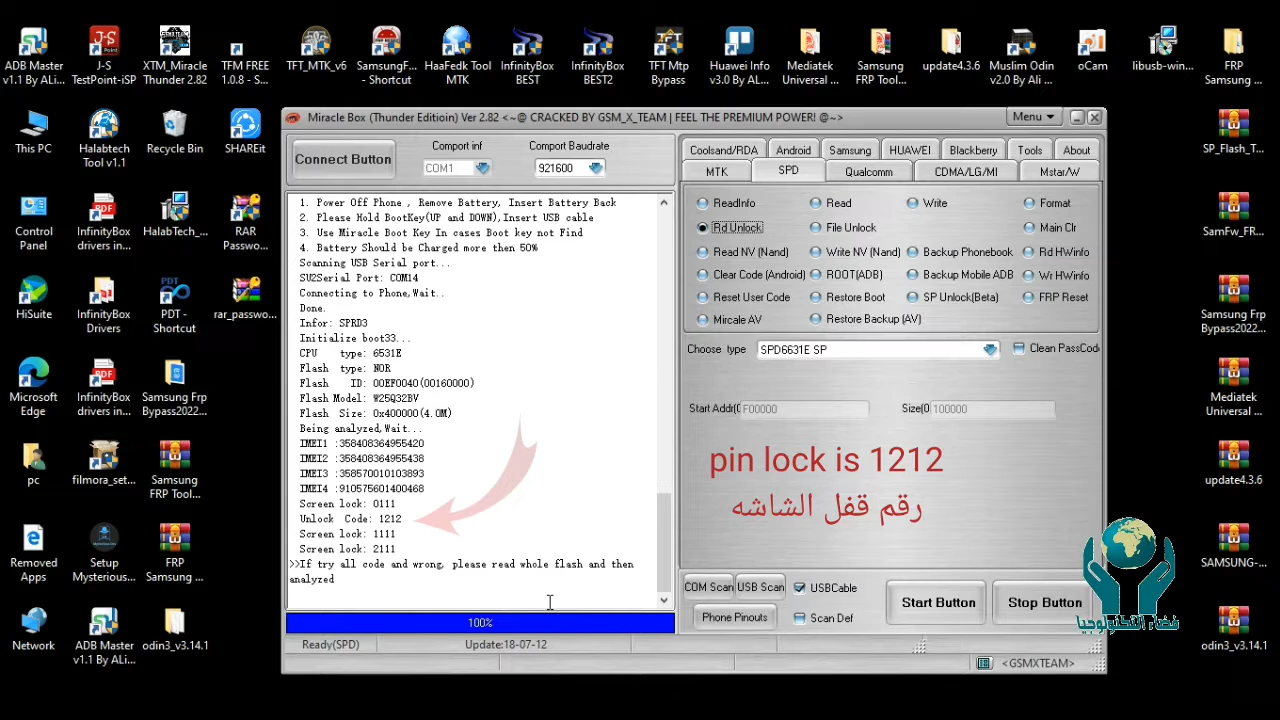 ADB Master
v1.1 By ALi...
J-S
TestPoint-iSP
XTM_Miracle
Thunder 2.82
TFM FREE
1.0.8 - S...
TFT_MTK_v6
SamsungF...
- Shortcut
HaaFedk Tool
MTK
InfinityBox
BEST
InfinityBox
BEST2
TFT Mtp
Bypass
Huawei Info
v3.0 By AL...
Mediatek
Universal ...
Samsung
FRP Tool...
update4.3.6
Muslim Odin
v2.0 By Ali ...
oCam
libusb-win...
FRP
Samsung ...
This PC
Halabtech
Tool v1.1
Recycle Bin
SHAREit
Control
Panel
InfinityBox
drivers in...
HalabTech_...
RAR
Passwo...
HiSuite
InfinityBox
Drivers
PDT -
Shortcut
rar_passwo...
Microsoft
Edge
InfinityBox
drivers in...
Samsung Frp
Bypass2022...
pc
filmora_set...
Samsung
FRP Tool...
Removed
Apps
Setup
Mysterious...
FRP
Samsung ...
Network
ADB Master
v1.1 By ALi...
odin3_v3.14.1
Miracle Box (Thunder Editioin) Ver 2.82 <~@ CRACKED BY GSM_X_TEAM | FEEL THE PREMIUM POWER! @~>
Menu
Connect Button
Comport inf
COM1
Comport Baudrate
921600
1. Power Off Phone , Remove Battery, Insert Battery Back
2. Please Hold BootKey(UP and DOWN),Insert USB cable
3. Use Miracle Boot Key In cases Boot key not Find
4. Battery Should be Charged more then 50%
Scanning USB Serial port...
SU2Serial Port: COM14
Connecting to Phone,Wait..
Done.
Infor: SPRD3
Initialize boot33...
CPU type: 6531E
Flash type: NOR
Flash ID: 00EF0040(00160000)
Flash Model: W25Q32BV
Flash Size: 0x400000(4.0M)
Being analyzed,Wait...
IMEI1 :358408364955420
IMEI2 :358408364955438
IMEI3 :358570010103893
IMEI4 :910575601400468
Screen lock: 0111
Unlock Code: 1212
Screen lock: 1111
Screen lock: 2111
>>If try all code and wrong, please read whole flash and then
analyzed
100%
Ready(SPD)
Update:18-07-12
Coolsand/RDA Android Samsung HUAWEI Blackberry Tools About
MTK SPD Qualcomm CDMA/LG/MI Mstar/W
ReadInfo Read Write Format
Rd Unlock File Unlock Main Clr
Read NV (Nand) Write NV (Nand) Backup Phonebook Rd HWinfo
Clear Code (Android) ROOT(ADB) Backup Mobile ADB Wr HWinfo
Reset User Code Restore Boot SP Unlock(Beta) FRP Reset
Mircale AV Restore Backup (AV)
Choose type SPD6631E SP Clean PassCod
Start Addr(0 F00000 Size(0 100000
pin lock is 1212
رقم قفل الشاشه
COM Scan USB Scan USBCable
Phone Pinouts Scan Def
Start Button
Stop Button
<GSMXTEAM>
فضاء التكنولوجيا
SP_Flash_T...
SamFw_FR...
Samsung Frp
Bypass2022...
Mediatek
Universal ...
update4.3.6
SAMSUNG-...
odin3_v3.14.1